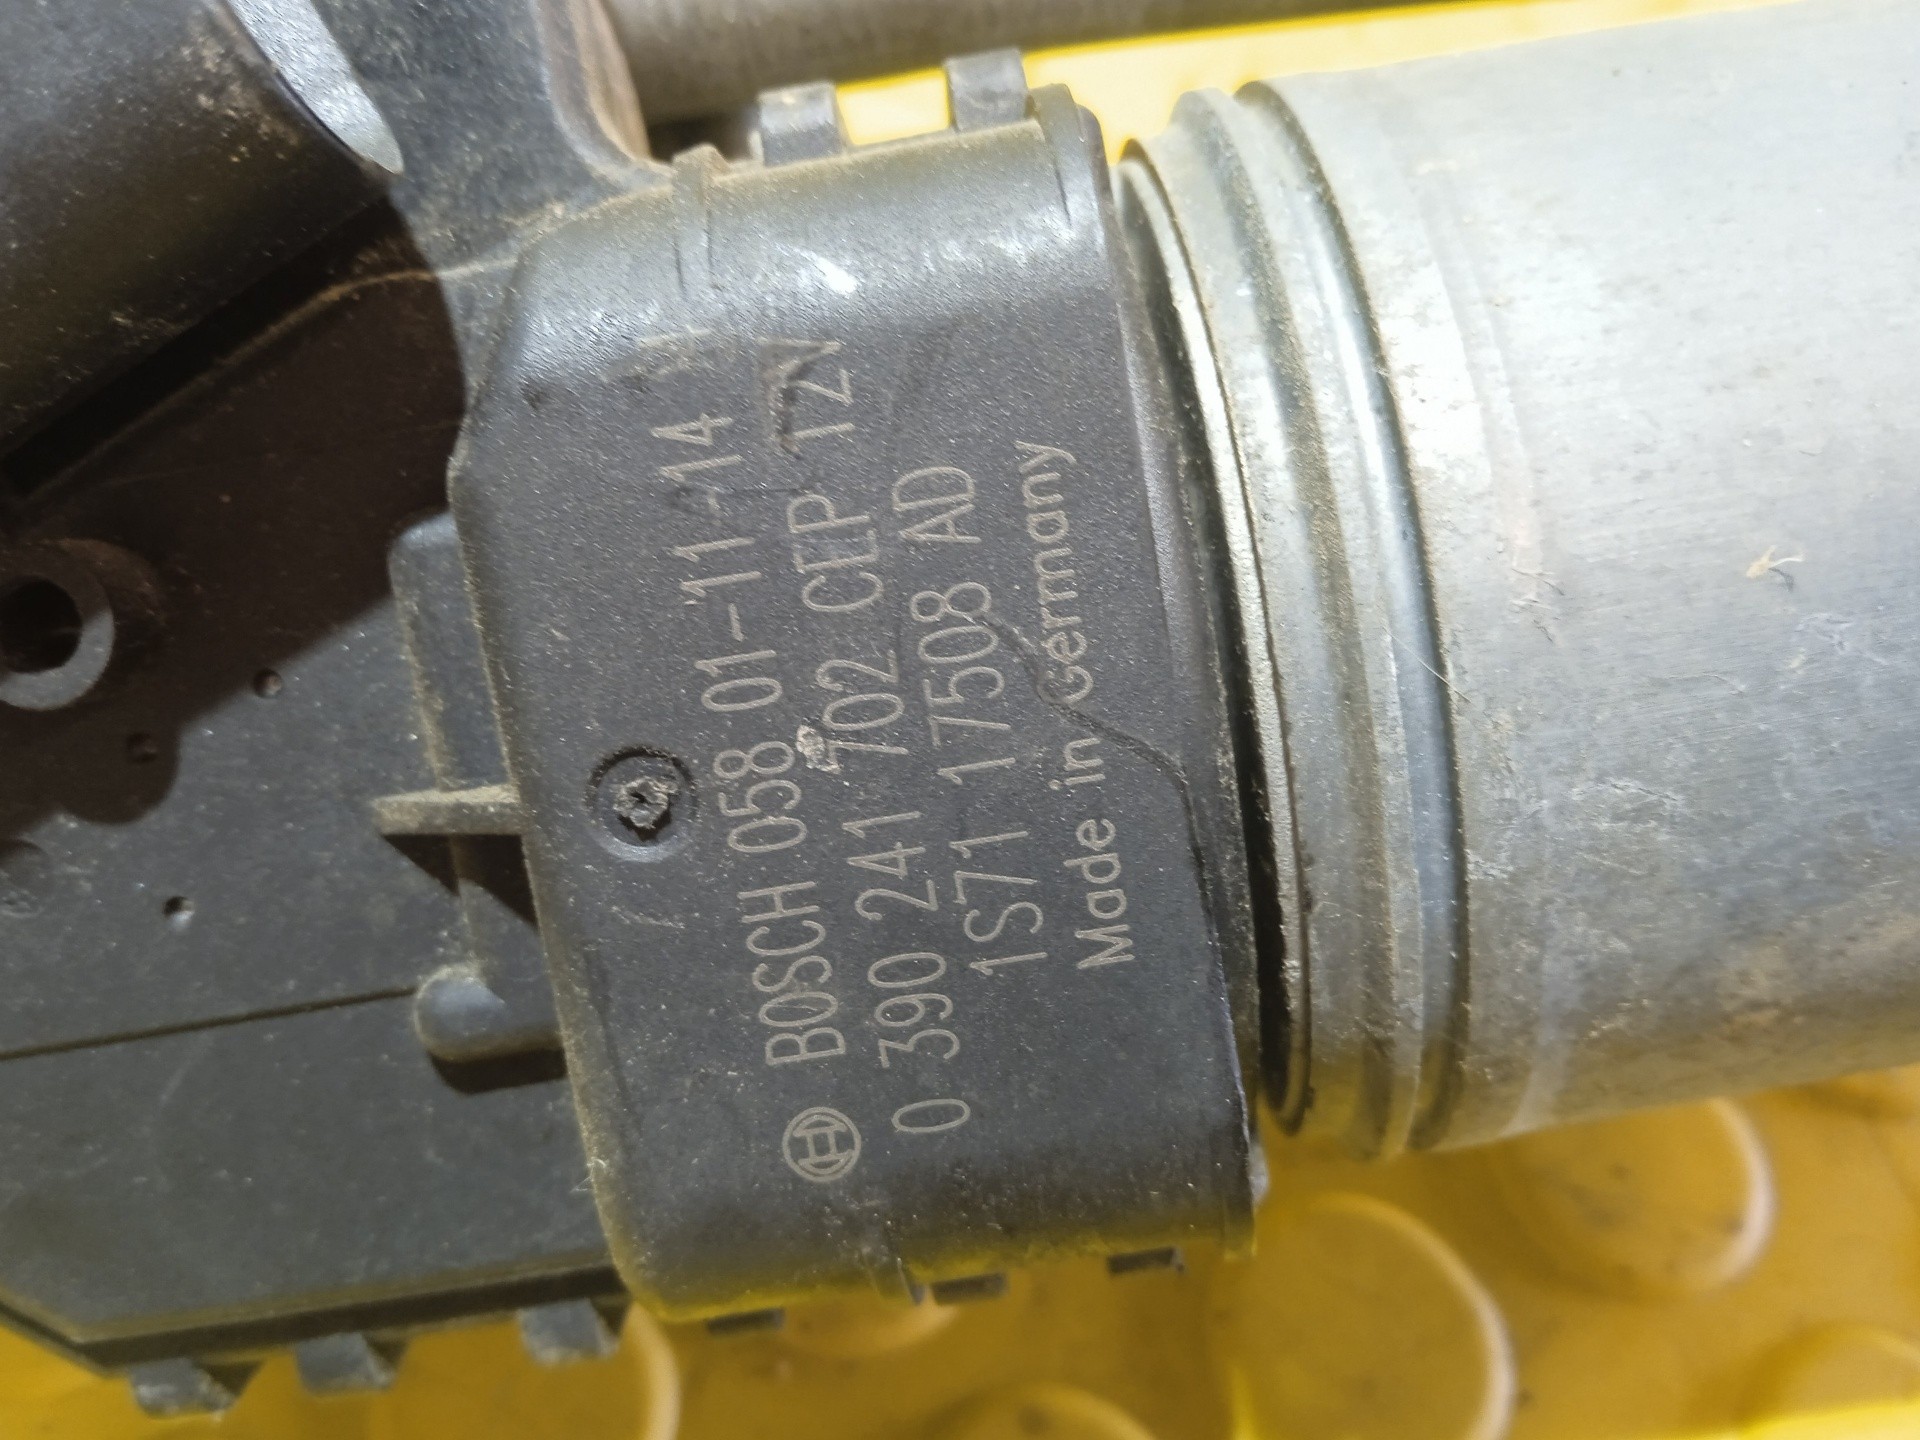 BOSCH 058 01-11-14
0 390 241 702 CEP 12V
1S71 17508 AD
Made in Germany